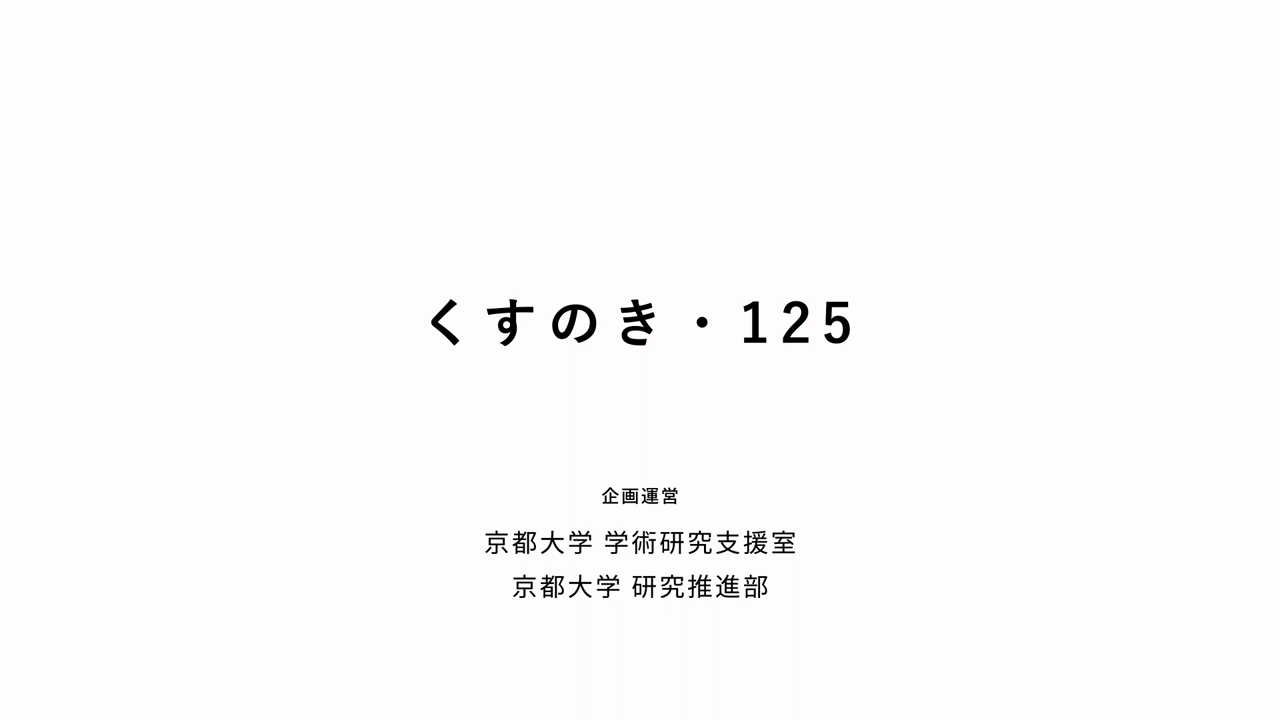 くすのき・125
企画運営
京都大学 学術研究支援室
京都大学 研究推進部